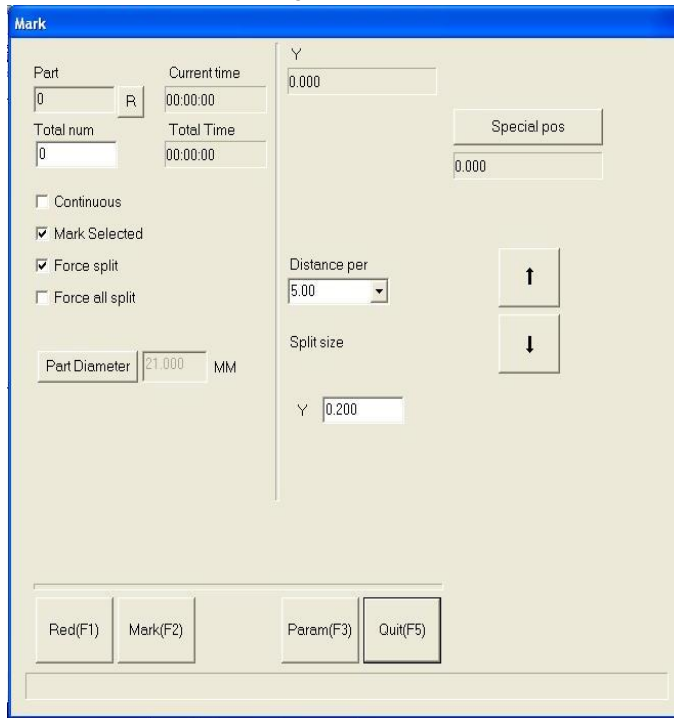 Mark
Part
Current time
0
R
00:00:00
Total num
Total Time
0
00:00:00
Continuous
Mark Selected
Force split
Force all split
Part Diameter
21.000
MM
Y
0.000
Special pos
0.000
Distance per
5.00
↑
Split size
↓
Y
0.200
Red(F1)
Mark(F2)
Param(F3)
Quit(F5)